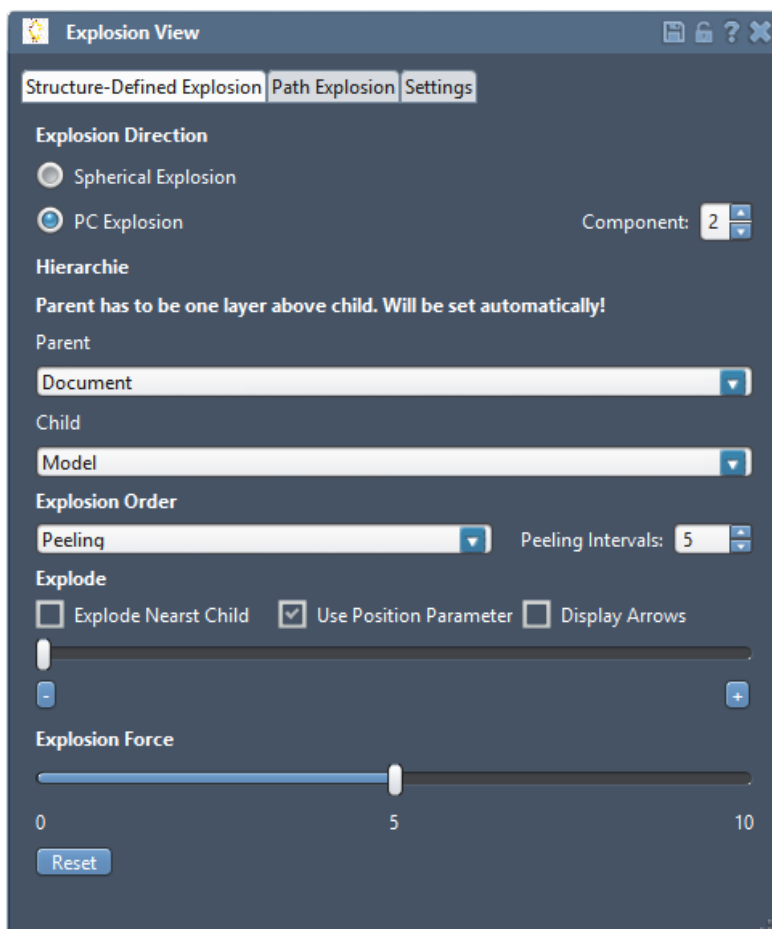 Explosion View
Structure-Defined Explosion Path Explosion Settings
Explosion Direction
Spherical Explosion
PC Explosion Component: 2
Hierarchie
Parent has to be one layer above child. Will be set automatically!
Parent
Document
Child
Model
Explosion Order
Peeling Peeling Intervals: 5
Explode
Explode Nearst Child Use Position Parameter Display Arrows
- +
Explosion Force
0 5 10
Reset